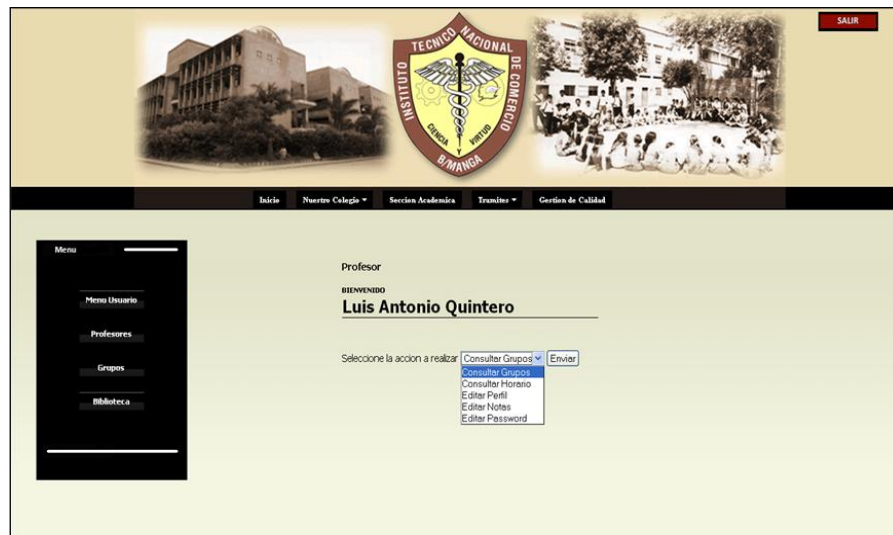 SALIR
INSTITUTO TECNICO NACIONAL DE COMERCIO
CIENCIA Y VIRTUD
B/MANGA
Inicio Nuestro Colegio Seccion Academica Tramites Gestion de Calidad
Menu
Menu Usuario
Profesores
Grupos
Biblioteca
Profesor
BIENVENIDO
Luis Antonio Quintero
Seleccione la accion a realizar Consultar Grupos Enviar
Consultar Grupos
Consultar Horario
Editar Perfil
Editar Notas
Editar Password